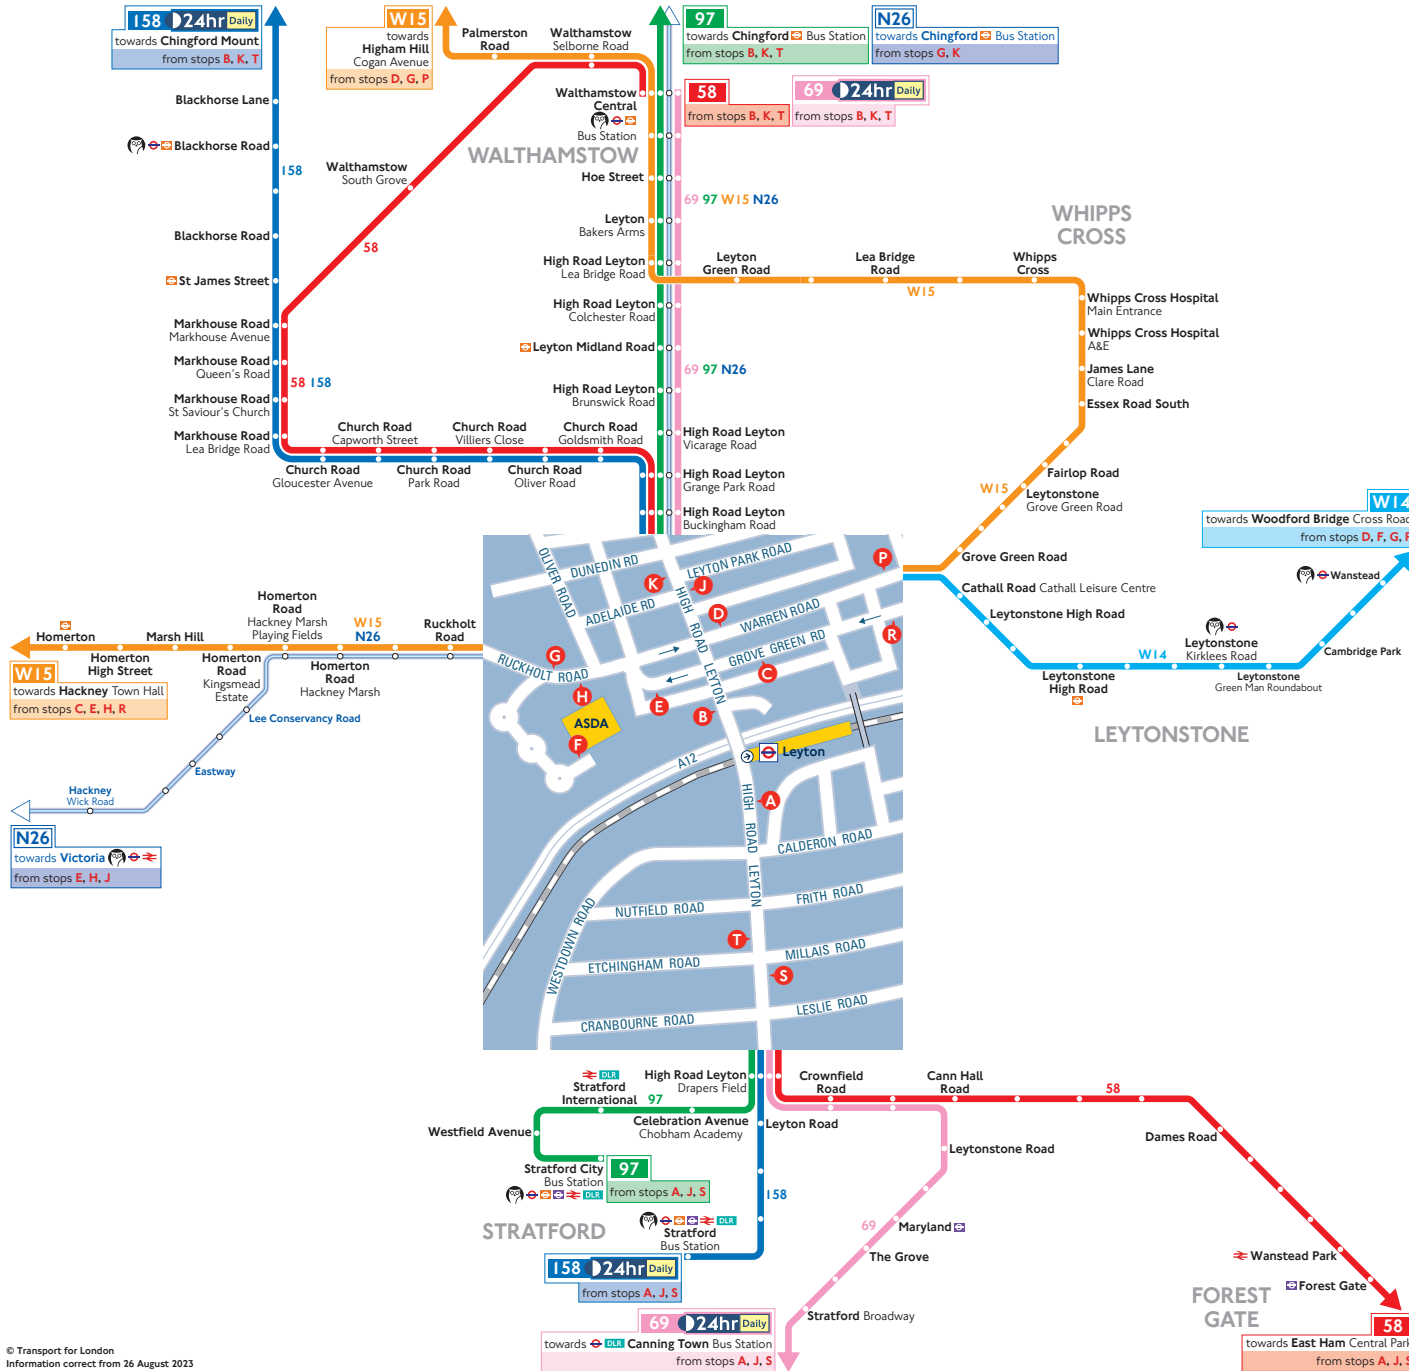 158 24hr Daily
towards Chingford Mount
from stops B, K, T
W15
towards
Higham Hill
Cogan Avenue
from stops D, G, P
Palmerston
Road
Walthamstow
Selborne Road
97
towards Chingford Bus Station
from stops B, K, T
N26
towards Chingford Bus Station
from stops G, K
Walthamstow
Central
Bus Station
58
from stops B, K, T
69 24hr Daily
from stops B, K, T
WALTHAMSTOW
Blackhorse Lane
Blackhorse Road
158
Walthamstow
South Grove
58
Blackhorse Road
St James Street
Markhouse Road
Markhouse Avenue
Markhouse Road
Queen's Road
58 158
Markhouse Road
St Saviour's Church
Markhouse Road
Lea Bridge Road
Church Road
Gloucester Avenue
Church Road
Capworth Street
Church Road
Park Road
Church Road
Villiers Close
Church Road
Oliver Road
Church Road
Goldsmith Road
Hoe Street
69 97 W15 N26
Leyton
Bakers Arms
High Road Leyton
Lea Bridge Road
High Road Leyton
Colchester Road
Leyton Midland Road
69 97 N26
High Road Leyton
Brunswick Road
High Road Leyton
Vicarage Road
High Road Leyton
Grange Park Road
High Road Leyton
Buckingham Road
Leyton
Green Road
Lea Bridge
Road
W15
Whipps
Cross
WHIPPS
CROSS
Whipps Cross Hospital
Main Entrance
Whipps Cross Hospital
A&E
James Lane
Clare Road
Essex Road South
Fairlop Road
W15
Leytonstone
Grove Green Road
Grove Green Road
W14
towards Woodford Bridge Cross Road
from stops D, F, G, P
Cathall Road Cathall Leisure Centre
Leytonstone High Road
Leytonstone
High Road
W14
Leytonstone
Kirklees Road
Leytonstone
Green Man Roundabout
Cambridge Park
Wanstead
LEYTONSTONE
Homerton
Homerton
High Street
Marsh Hill
Homerton
Road
Kingsmead
Estate
Homerton
Road
Hackney Marsh
Playing Fields
Homerton
Road
Hackney Marsh
W15
N26
Ruckholt
Road
W15
towards Hackney Town Hall
from stops C, E, H, R
Lee Conservancy Road
Eastway
Hackney
Wick Road
N26
towards Victoria
from stops E, H, J
OLIVER ROAD
DUNEDIN RD
LEYTON PARK ROAD
ADELAIDE RD
HIGH ROAD LEYTON
WARREN ROAD
GROVE GREEN RD
RUCKHOLT ROAD
K
J
P
D
R
G
C
H
E
B
F
ASDA
A12
Leyton
A
HIGH ROAD LEYTON
CALDERON ROAD
WESTDOWN ROAD
NUTFIELD ROAD
FRITH ROAD
T
ETCHINGHAM ROAD
MILLAIS ROAD
S
CRANBOURNE ROAD
LESLIE ROAD
High Road Leyton
Drapers Field
DLR
Stratford
International
97
Celebration Avenue
Chobham Academy
Westfield Avenue
Stratford City
Bus Station
DLR
97
from stops A, J, S
Leyton Road
158
STRATFORD
DLR
Stratford
Bus Station
158 24hr Daily
from stops A, J, S
Crownfield
Road
Cann Hall
Road
58
Leytonstone Road
69
Maryland
The Grove
Stratford Broadway
69 24hr Daily
towards DLR Canning Town Bus Station
from stops A, J, S
Dames Road
Wanstead Park
Forest Gate
FOREST
GATE
58
towards East Ham Central Park
from stops A, J, S
© Transport for London
Information correct from 26 August 2023